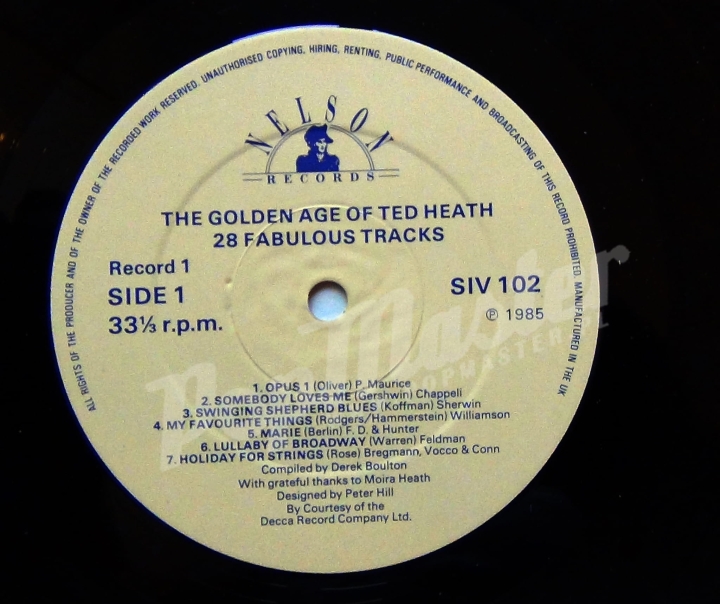 ALL RIGHTS OF THE PRODUCER AND OF THE OWNER OF THE RECORDED WORK RESERVED. UNAUTHORISED COPYING, HIRING, RENTING, PUBLIC PERFORMANCE AND BROADCASTING OF THIS RECORD PROHIBITED. MANUFACTURED IN THE UK
NELSON
RECORDS
THE GOLDEN AGE OF TED HEATH
28 FABULOUS TRACKS
Record 1
SIDE 1
33⅓ r.p.m.
SIV 102
℗ 1985
1. OPUS 1 (Oliver) P. Maurice
2. SOMEBODY LOVES ME (Gershwin) Chappell
3. SWINGING SHEPHERD BLUES (Koffman) Sherwin
4. MY FAVOURITE THINGS (Rodgers/Hammerstein) Williamson
5. MARIE (Berlin) F. D. & Hunter
6. LULLABY OF BROADWAY (Warren) Feldman
7. HOLIDAY FOR STRINGS (Rose) Bregmann, Vocco & Conn
Compiled by Derek Boulton
With grateful thanks to Moira Heath
Designed by Peter Hill
By Courtesy of the
Decca Record Company Ltd.